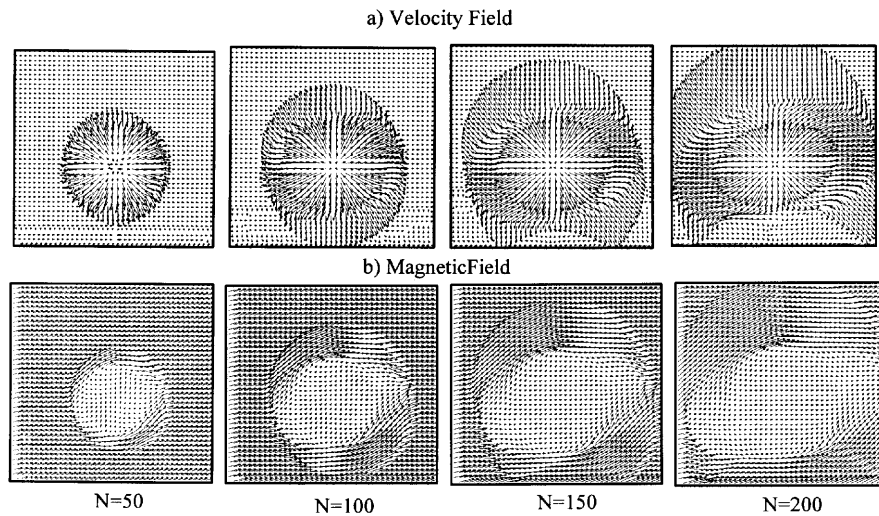 a) Velocity Field
b) MagneticField
N=50
N=100
N=150
N=200